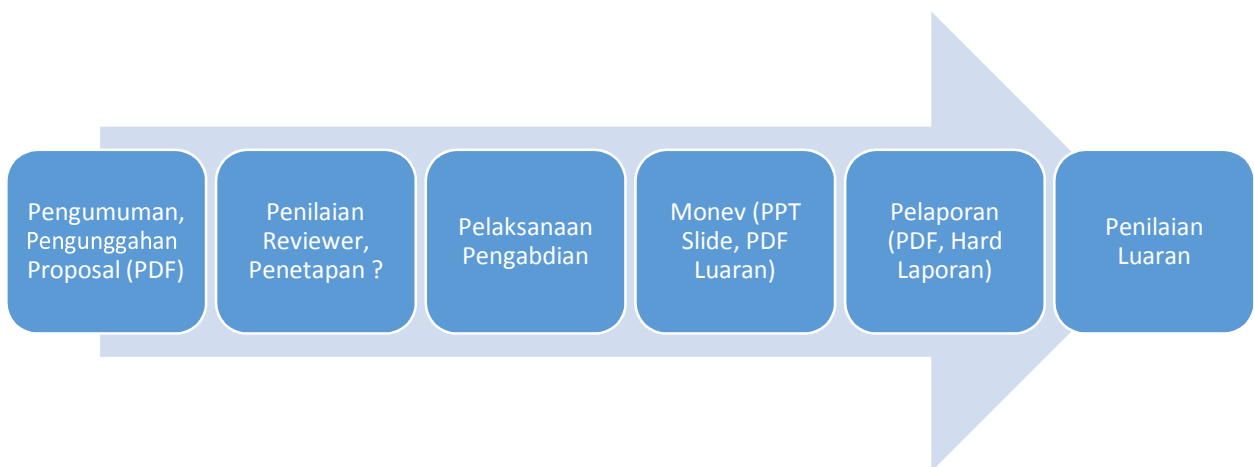 Pengumuman,
Pengunggahan
Proposal (PDF)
Penilaian
Reviewer,
Penetapan ?
Pelaksanaan
Pengabdian
Monev (PPT
Slide, PDF
Luaran)
Pelaporan
(PDF, Hard
Laporan)
Penilaian
Luaran